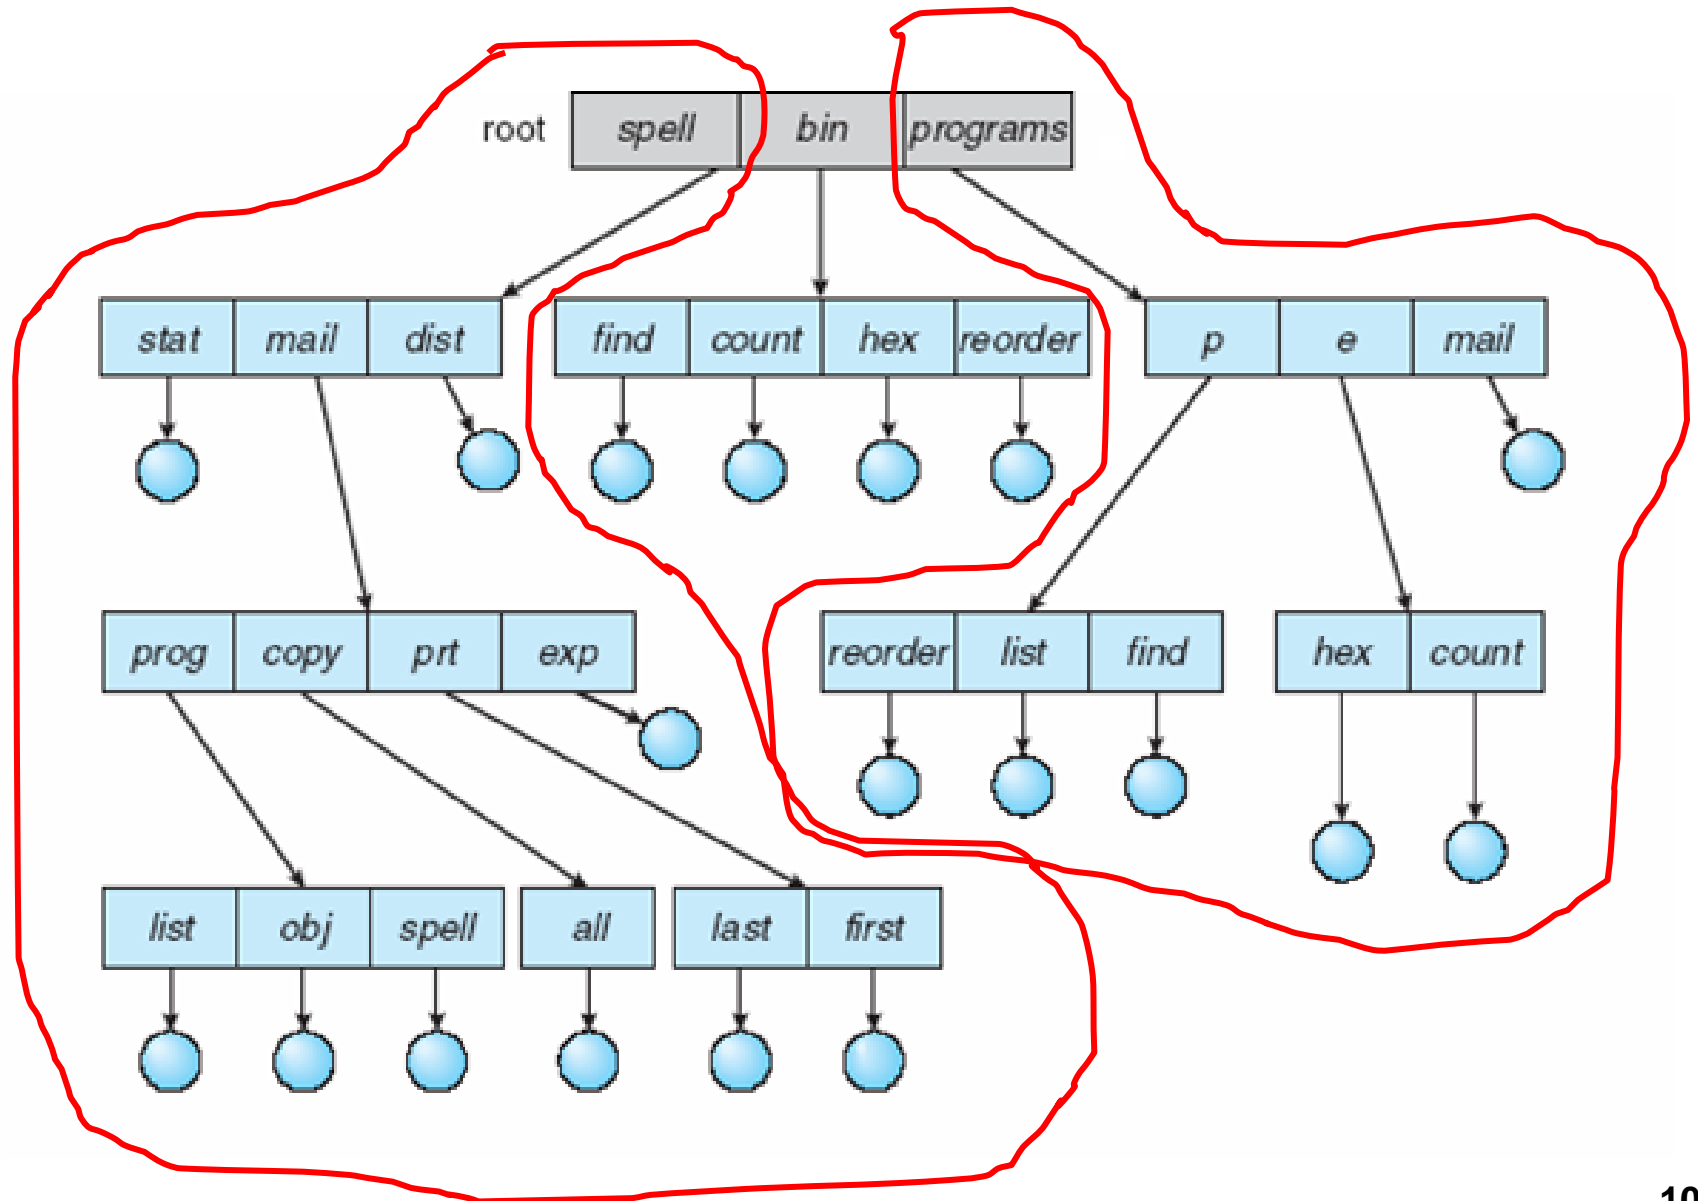 root spell bin programs
stat mail dist find count hex reorder p e mail
prog copy prt exp reorder list find hex count
list obj spell all last first
10